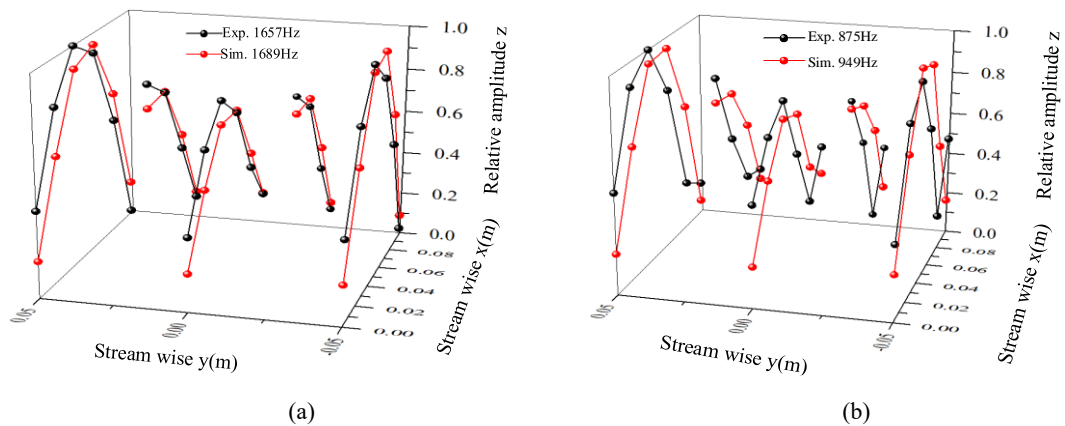 Exp. 1657Hz
Sim. 1689Hz
1.0
0.8
0.6
0.4
0.2
0.0
Relative amplitude z
0.08
0.06
0.04
0.02
0.00
Stream wise x(m)
0.05
0.00
-0.05
Stream wise y(m)
(a)
Exp. 875Hz
Sim. 949Hz
1.0
0.8
0.6
0.4
0.2
0.0
Relative amplitude z
0.08
0.06
0.04
0.02
0.00
Stream wise x(m)
0.05
0.00
-0.05
Stream wise y(m)
(b)